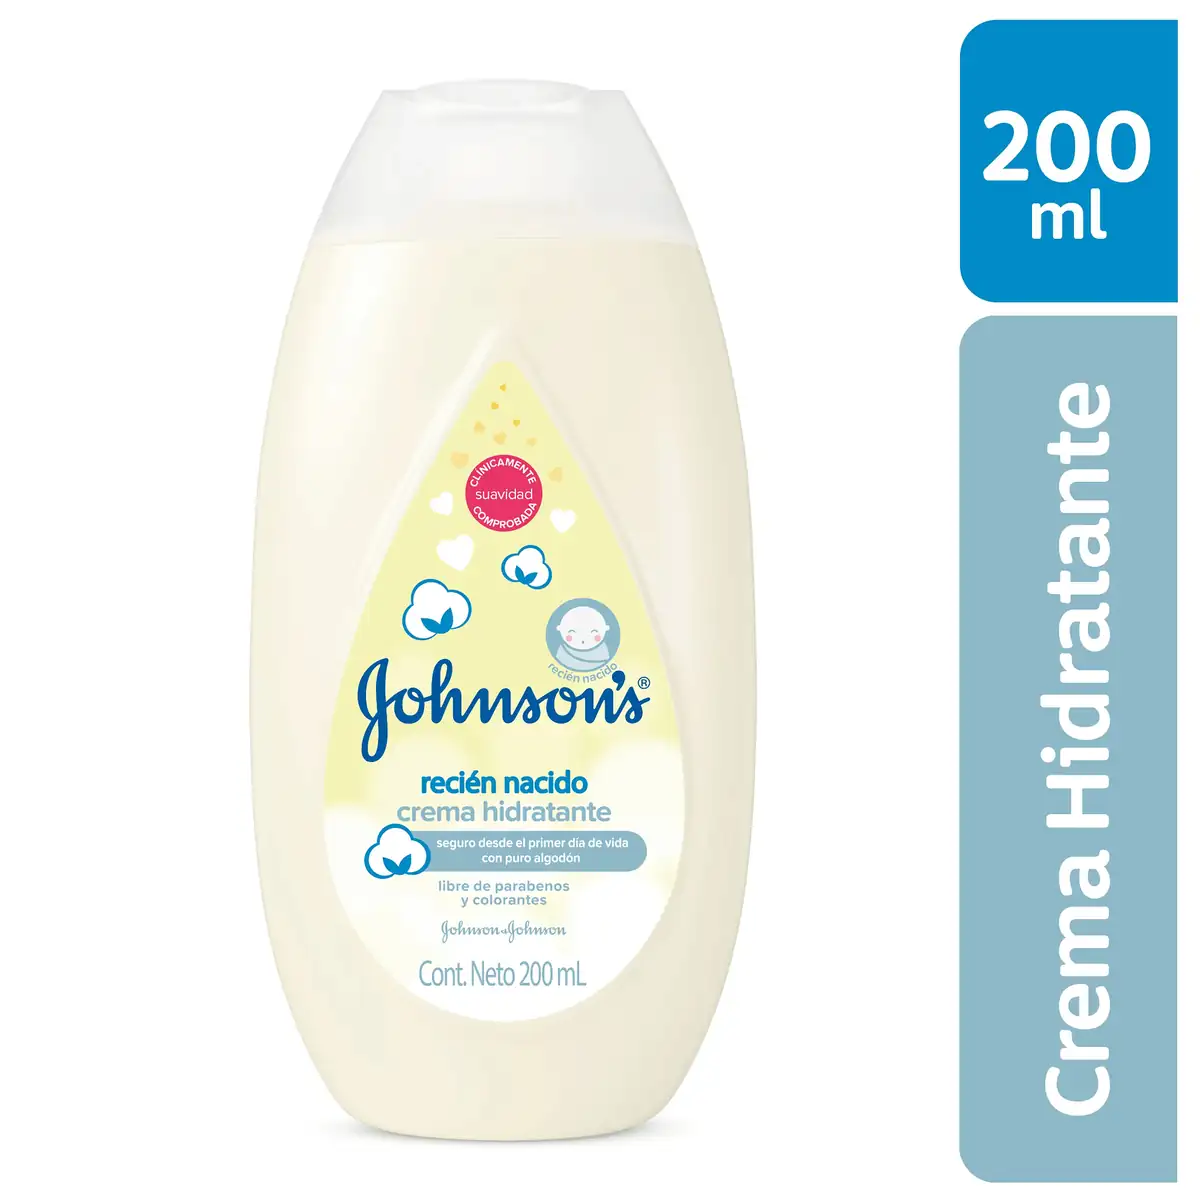 CLÍNICAMENTE
suavidad
COMPROBADA
recién nacido
Johnson's®
recién nacido
crema hidratante
seguro desde el primer día de vida
con puro algodón
libre de parabenos
y colorantes
Johnson & Johnson
Cont. Neto 200 mL
200
ml
Crema Hidratante